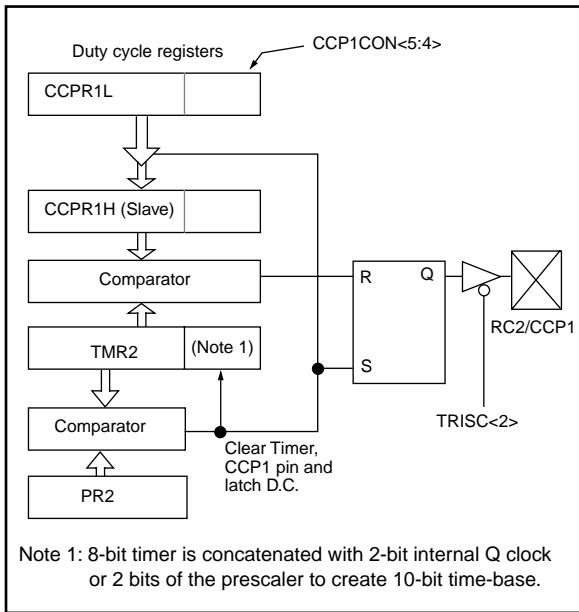 Duty cycle registers
CCP1CON<5:4>
CCPR1L
CCPR1H (Slave)
Comparator
R
Q
RC2/CCP1
TMR2
(Note 1)
S
TRISC<2>
Comparator
Clear Timer,
CCP1 pin and
latch D.C.
PR2
Note 1: 8-bit timer is concatenated with 2-bit internal Q clock
or 2 bits of the prescaler to create 10-bit time-base.